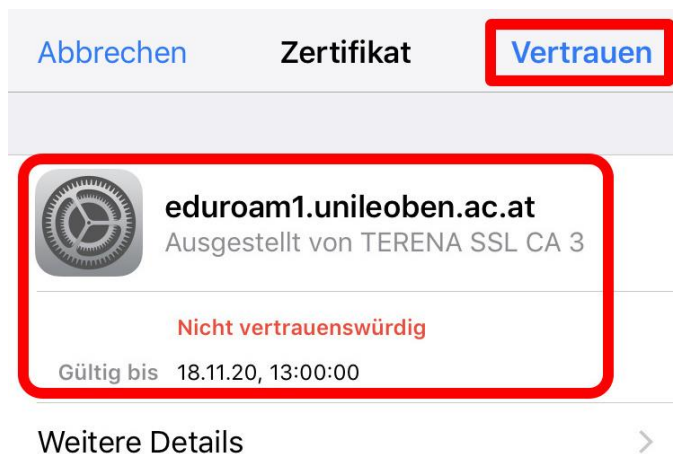 Abbrechen Zertifikat Vertrauen
eduroam1.unileoben.ac.at
Ausgestellt von TERENA SSL CA 3
Nicht vertrauenswürdig
Gültig bis 18.11.20, 13:00:00
Weitere Details